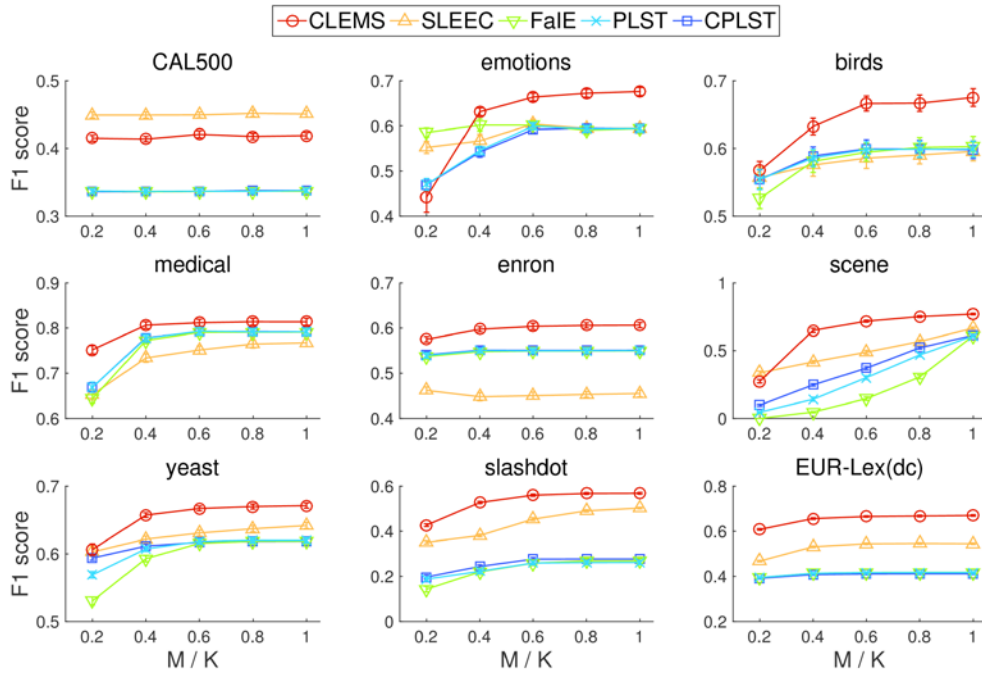 CLEMS SLEEC FaIE PLST CPLST
CAL500 emotions birds
F1 score
0.5 0.4 0.3
0.2 0.4 0.6 0.8 1
0.7 0.6 0.5 0.4
0.2 0.4 0.6 0.8 1
0.7 0.6 0.5
0.2 0.4 0.6 0.8 1
medical enron scene
F1 score
0.9 0.8 0.7 0.6
0.2 0.4 0.6 0.8 1
0.7 0.6 0.5 0.4
0.2 0.4 0.6 0.8 1
1 0.5 0
0.2 0.4 0.6 0.8 1
yeast slashdot EUR-Lex(dc)
F1 score
0.7 0.6 0.5
0.2 0.4 0.6 0.8 1
0.6 0.4 0.2 0
0.2 0.4 0.6 0.8 1
0.8 0.6 0.4 0.2
0.2 0.4 0.6 0.8 1
M / K M / K M / K